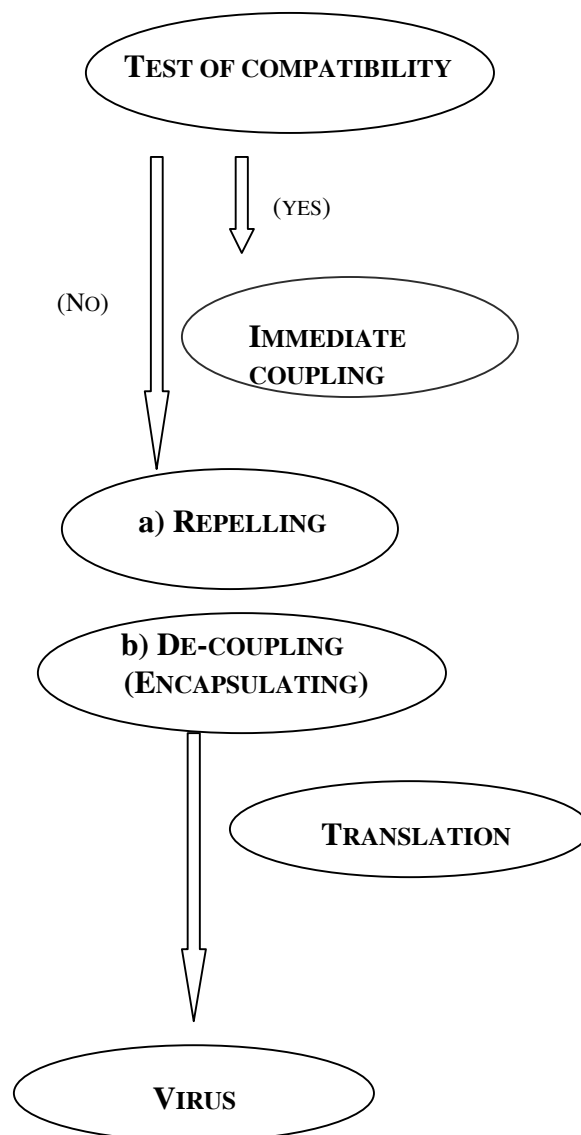 TEST OF COMPATIBILITY
(YES)
(NO)
IMMEDIATE
COUPLING
a) REPELLING
b) DE-COUPLING
(ENCAPSULATING)
TRANSLATION
VIRUS